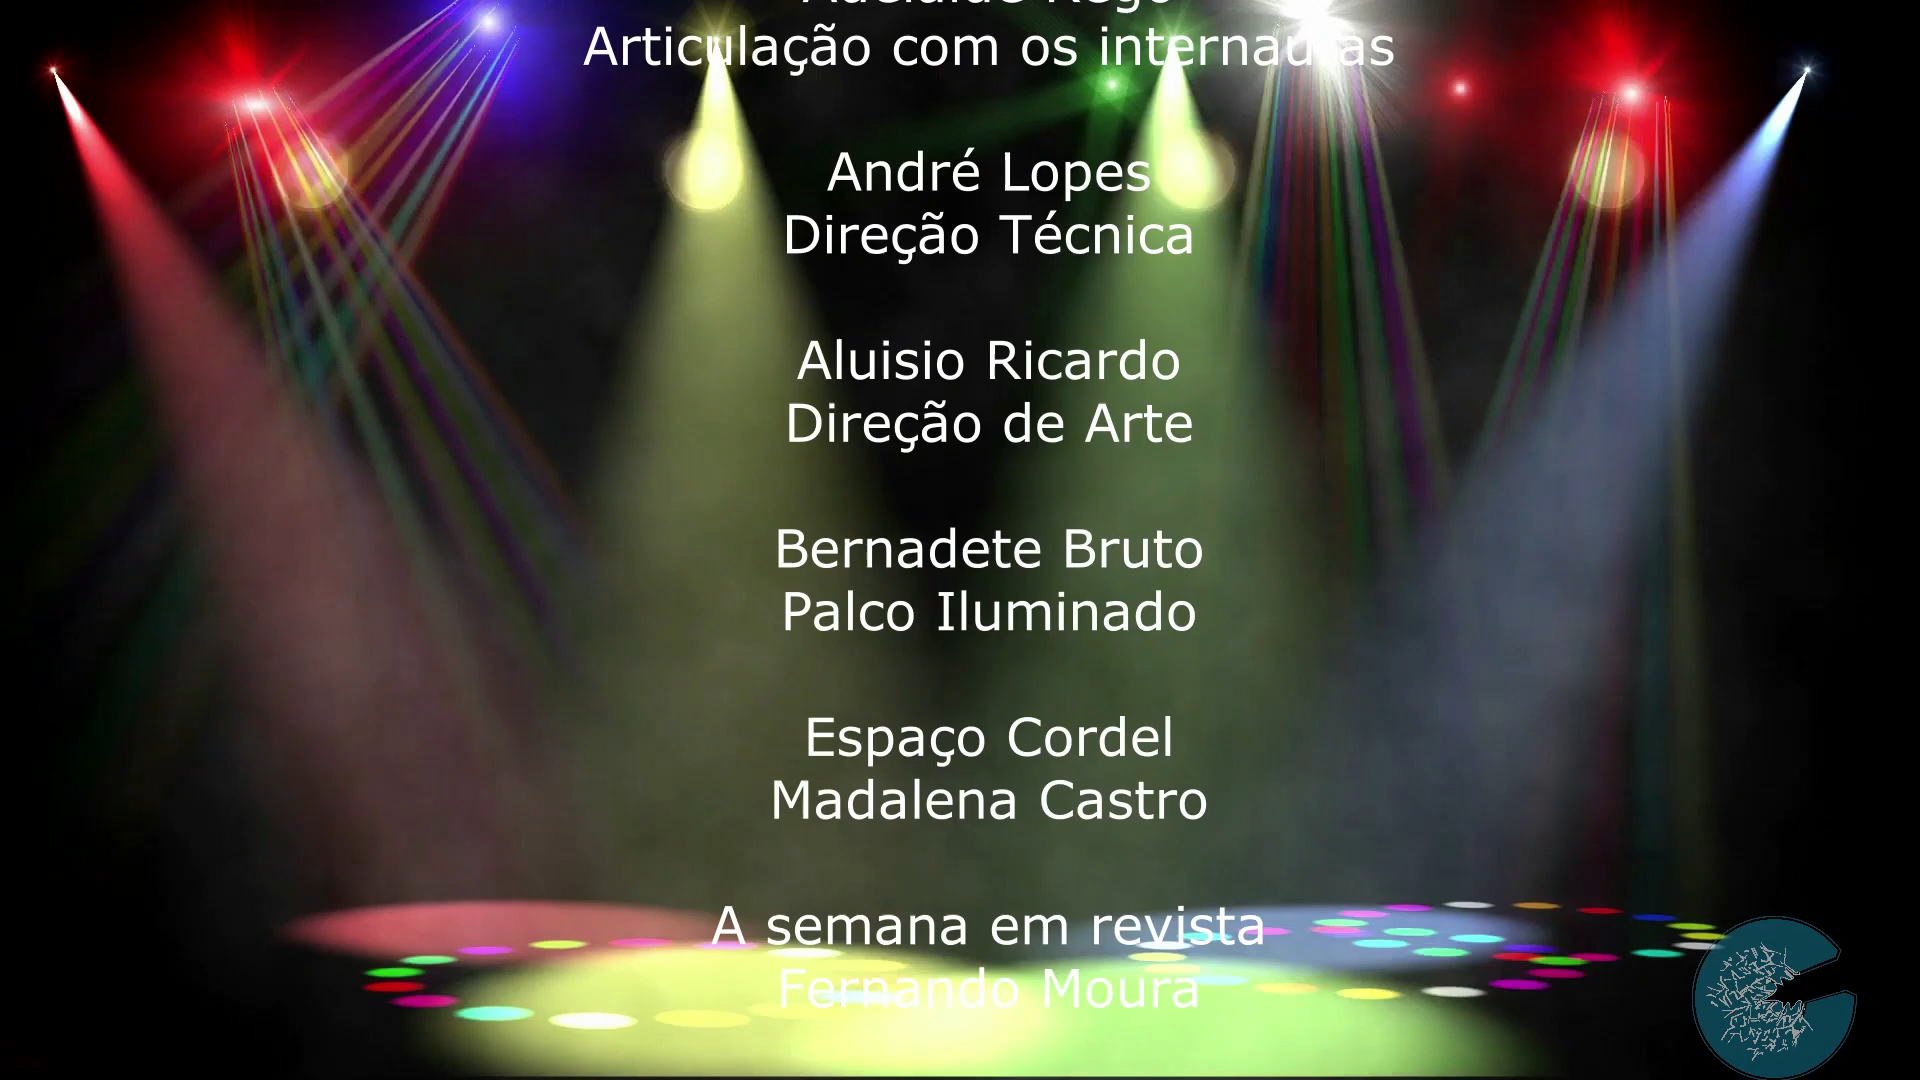 Articulação com os internautas
André Lopes
Direção Técnica
Aluisio Ricardo
Direção de Arte
Bernadete Bruto
Palco Iluminado
Espaço Cordel
Madalena Castro
A semana em revista
Fernando Moura